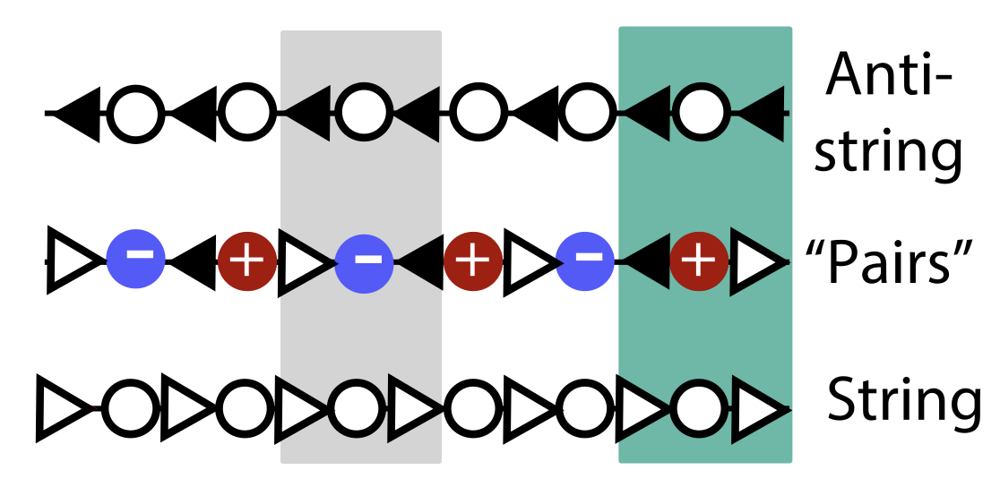 Anti-
string
- + - + - +
“Pairs”
String